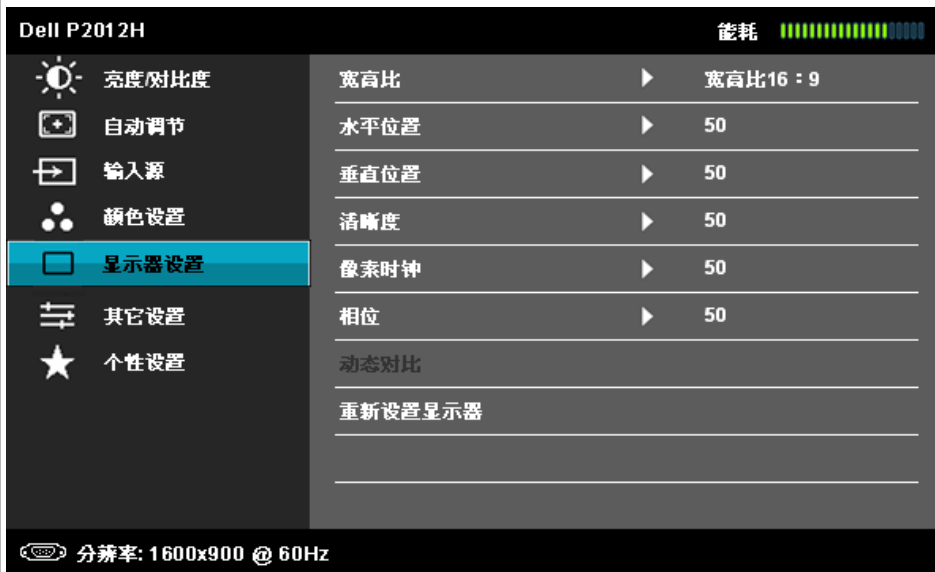 Dell P2012H 能耗
亮度/对比度
自动调节
输入源
颜色设置
显示器设置
其它设置
个性设置
宽高比 宽高比16：9
水平位置 50
垂直位置 50
清晰度 50
像素时钟 50
相位 50
动态对比
重新设置显示器
分辨率: 1600x900 @ 60Hz